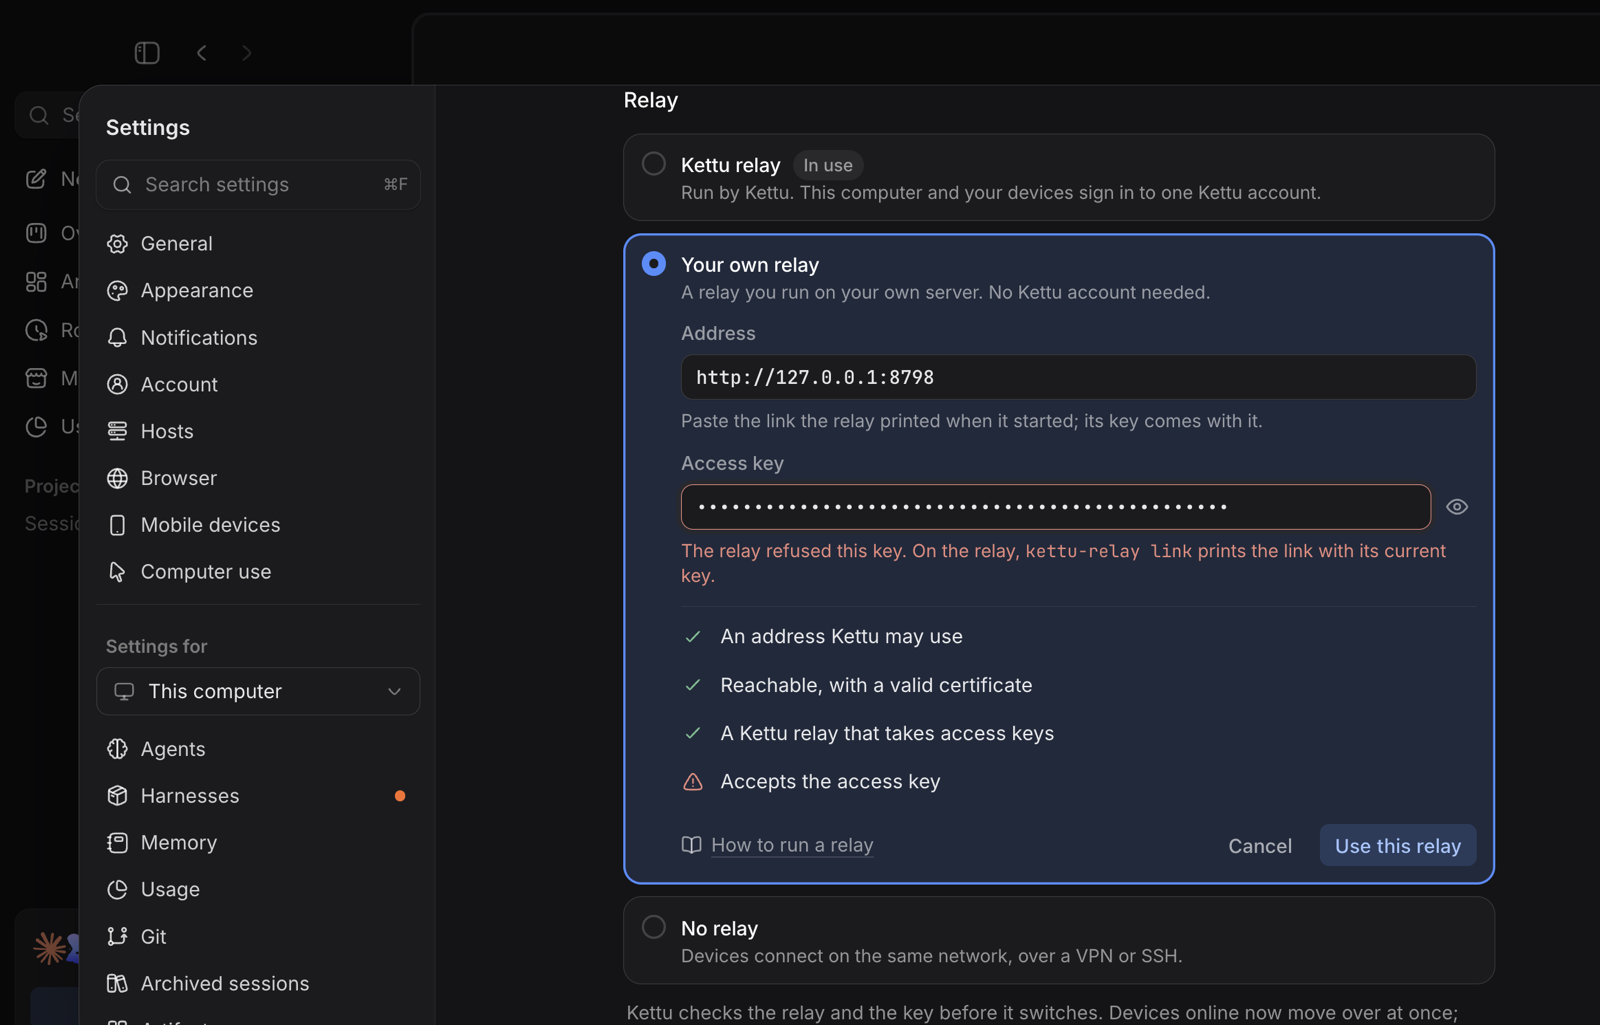 Settings
Search settings ⌘F
General
Appearance
Notifications
Account
Hosts
Browser
Mobile devices
Computer use
Settings for
This computer
Agents
Harnesses
Memory
Usage
Git
Archived sessions
Relay
Kettu relay In use
Run by Kettu. This computer and your devices sign in to one Kettu account.
Your own relay
A relay you run on your own server. No Kettu account needed.
Address
http://127.0.0.1:8798
Paste the link the relay printed when it started; its key comes with it.
Access key
The relay refused this key. On the relay, kettu-relay link prints the link with its current
key.
An address Kettu may use
Reachable, with a valid certificate
A Kettu relay that takes access keys
Accepts the access key
How to run a relay
Cancel
Use this relay
No relay
Devices connect on the same network, over a VPN or SSH.
Kettu checks the relay and the key before it switches. Devices online now move over at once;